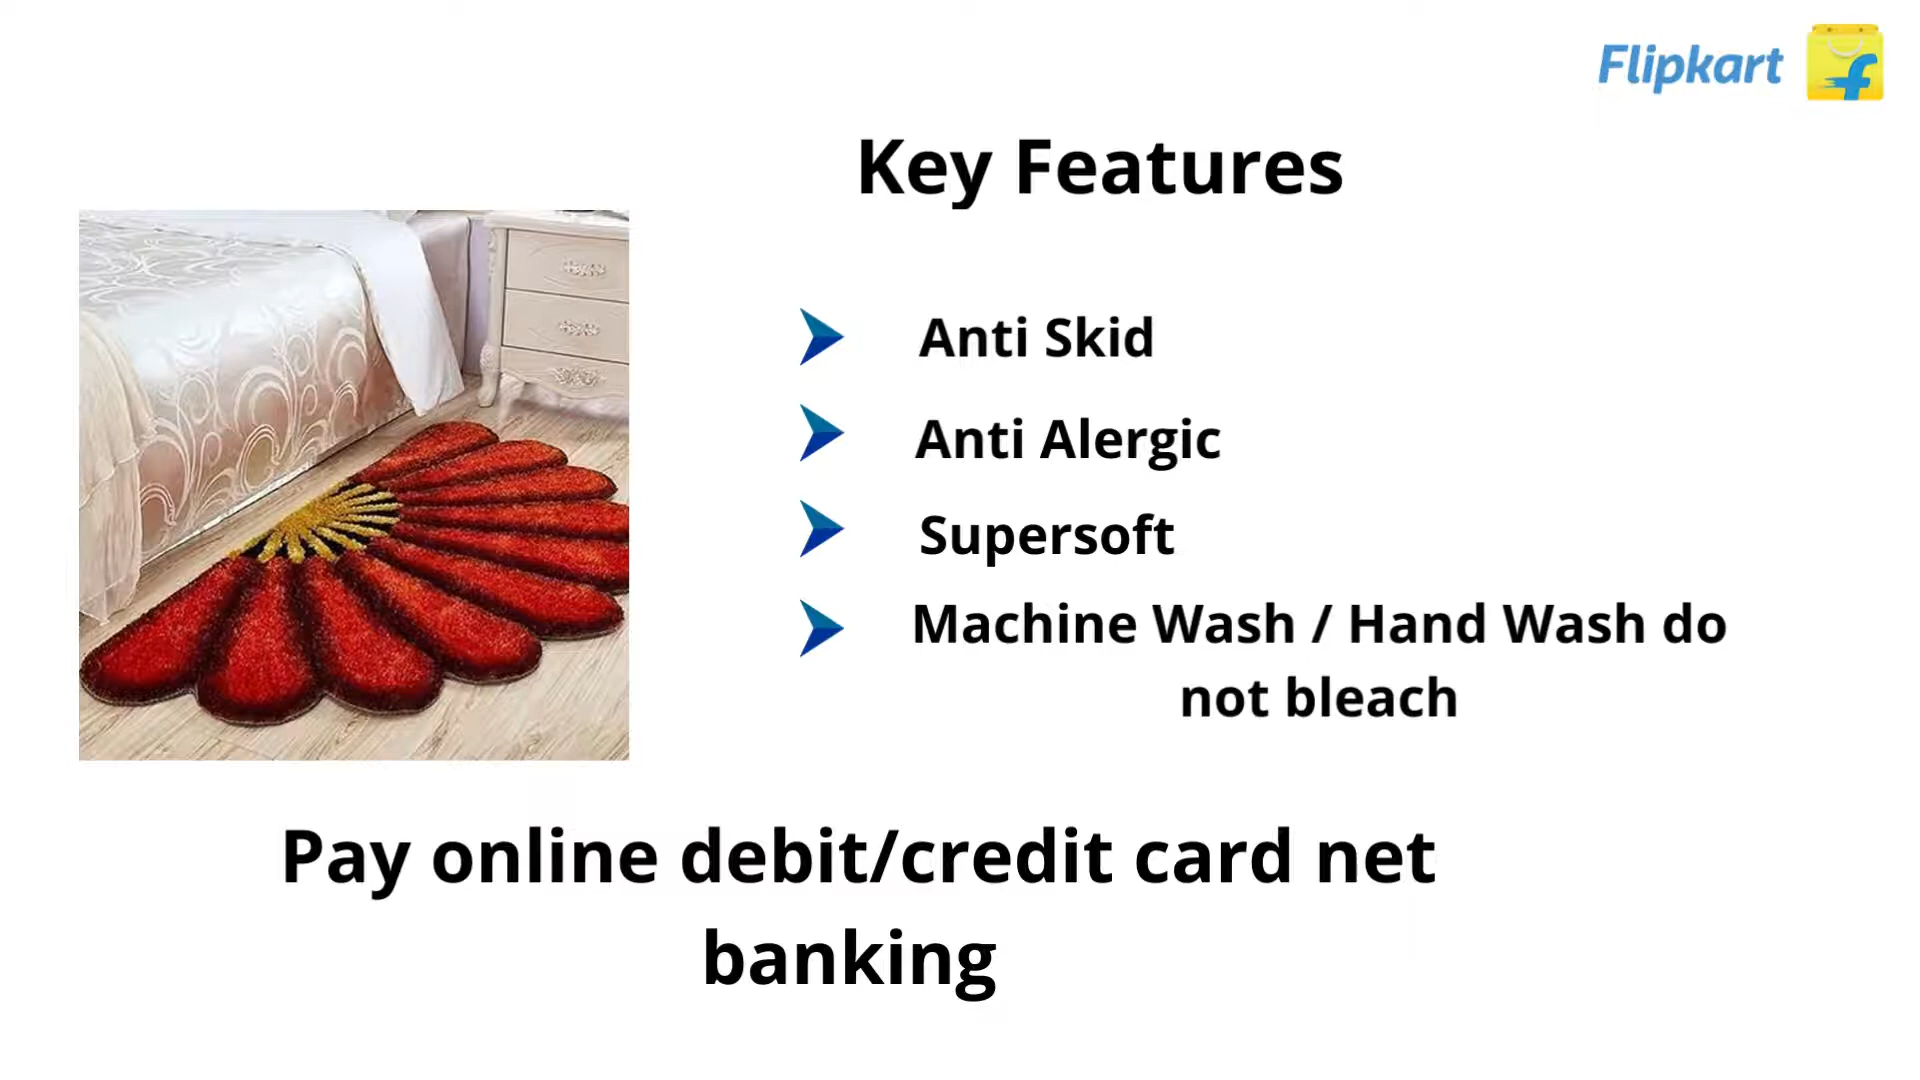 Flipkart
Key Features
Anti Skid
Anti Alergic
Supersoft
Machine Wash / Hand Wash do
not bleach
Pay online debit/credit card net
banking